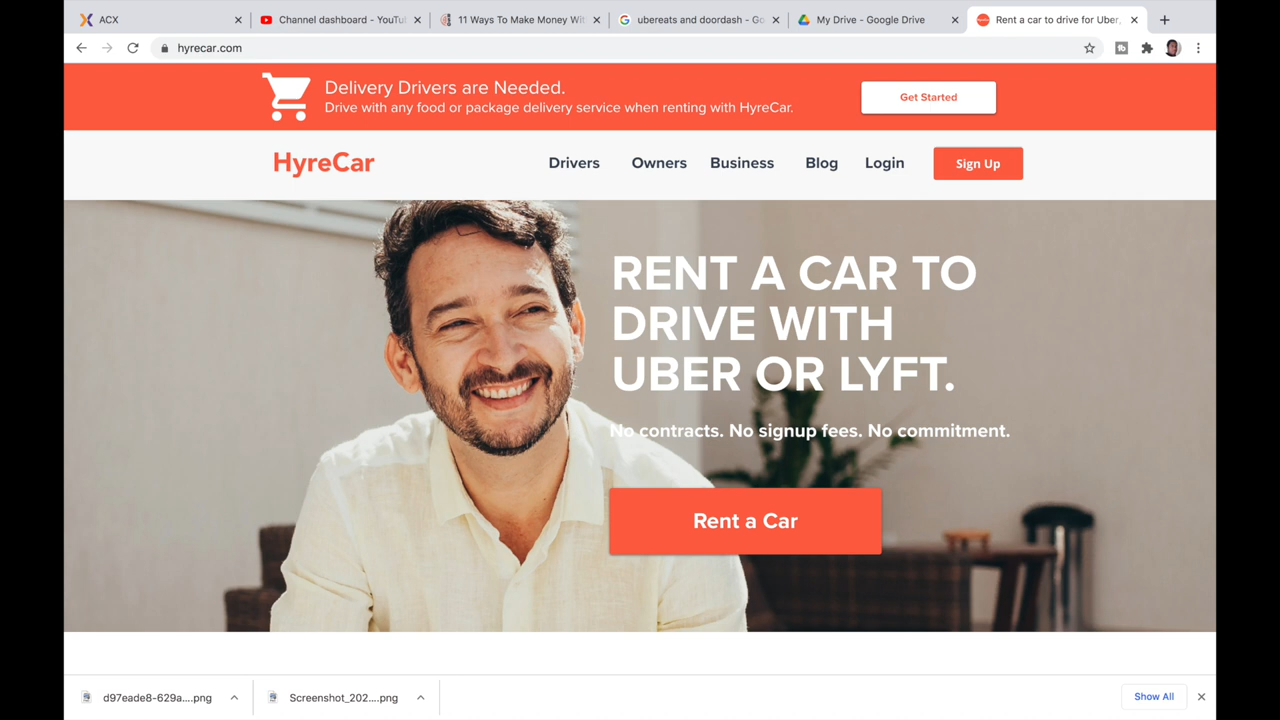 ACX
Channel dashboard - YouTu
11 Ways To Make Money Wit
ubereats and doordash - Go
My Drive - Google Drive
Rent a car to drive for Uber,
hyrecar.com
Delivery Drivers are Needed.
Drive with any food or package delivery service when renting with HyreCar.
Get Started
HyreCar
Drivers
Owners
Business
Blog
Login
Sign Up
RENT A CAR TO
DRIVE WITH
UBER OR LYFT.
No contracts. No signup fees. No commitment.
Rent a Car
d97eade8-629a....png
Screenshot_202....png
Show All